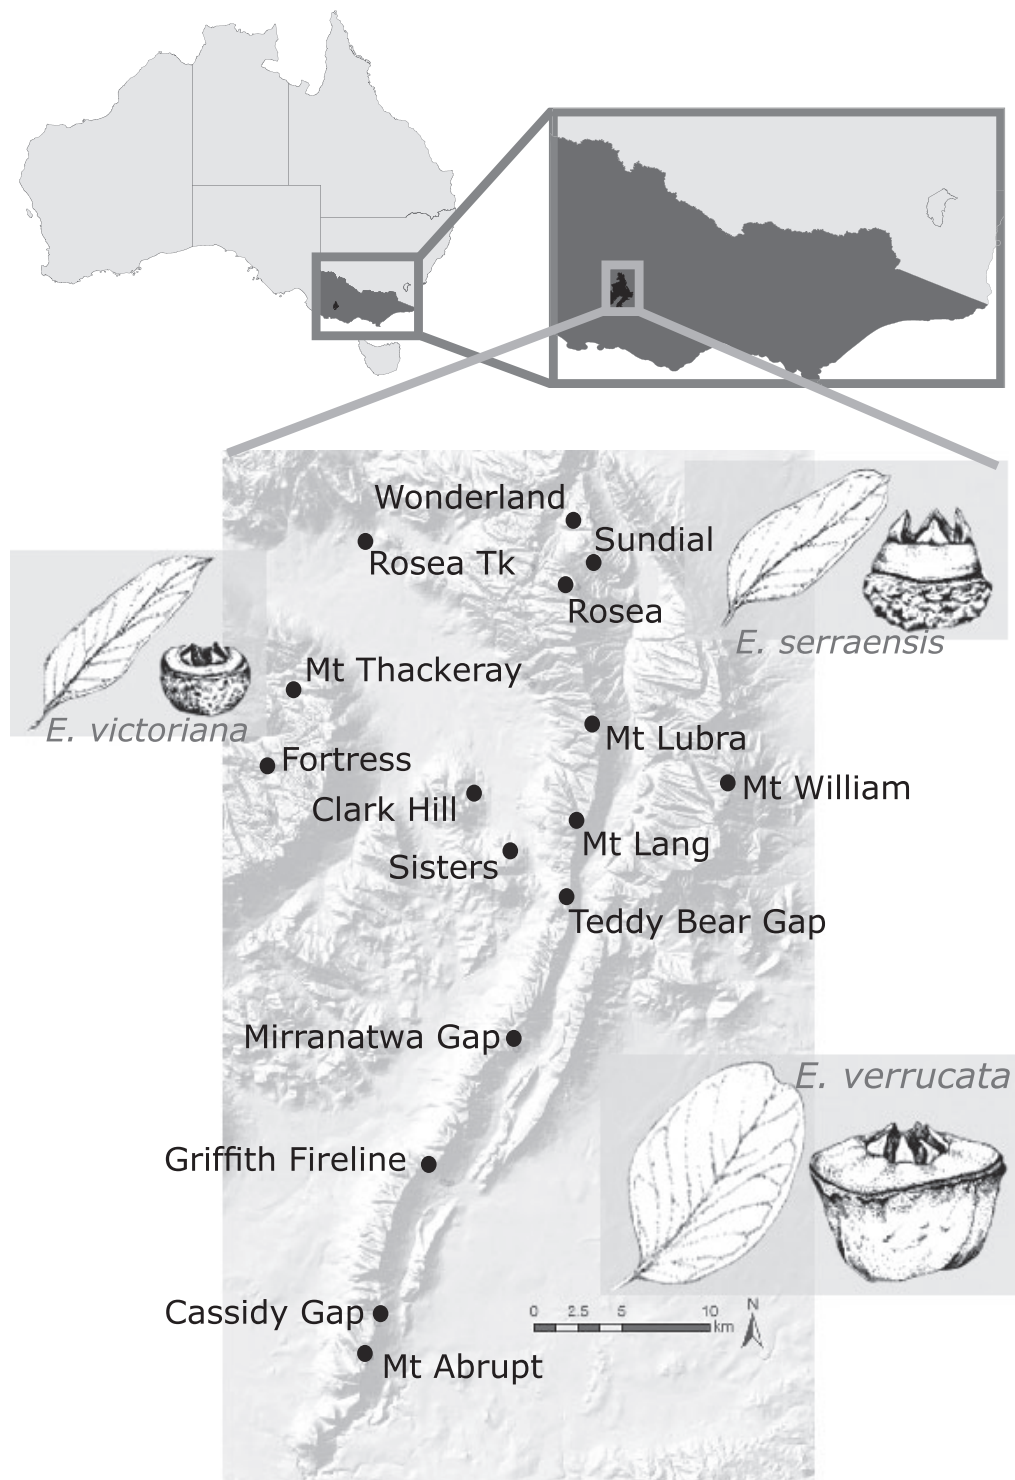 Wonderland
Sundial
Rosea Tk
Rosea
E. serraensis
Mt Thackeray
E. victoriana
Mt Lubra
Fortress
Mt William
Clark Hill
Mt Lang
Sisters
Teddy Bear Gap
Mirranatwa Gap
E. verrucata
Griffith Fireline
Cassidy Gap
0 2.5 5 10
km
N
Mt Abrupt